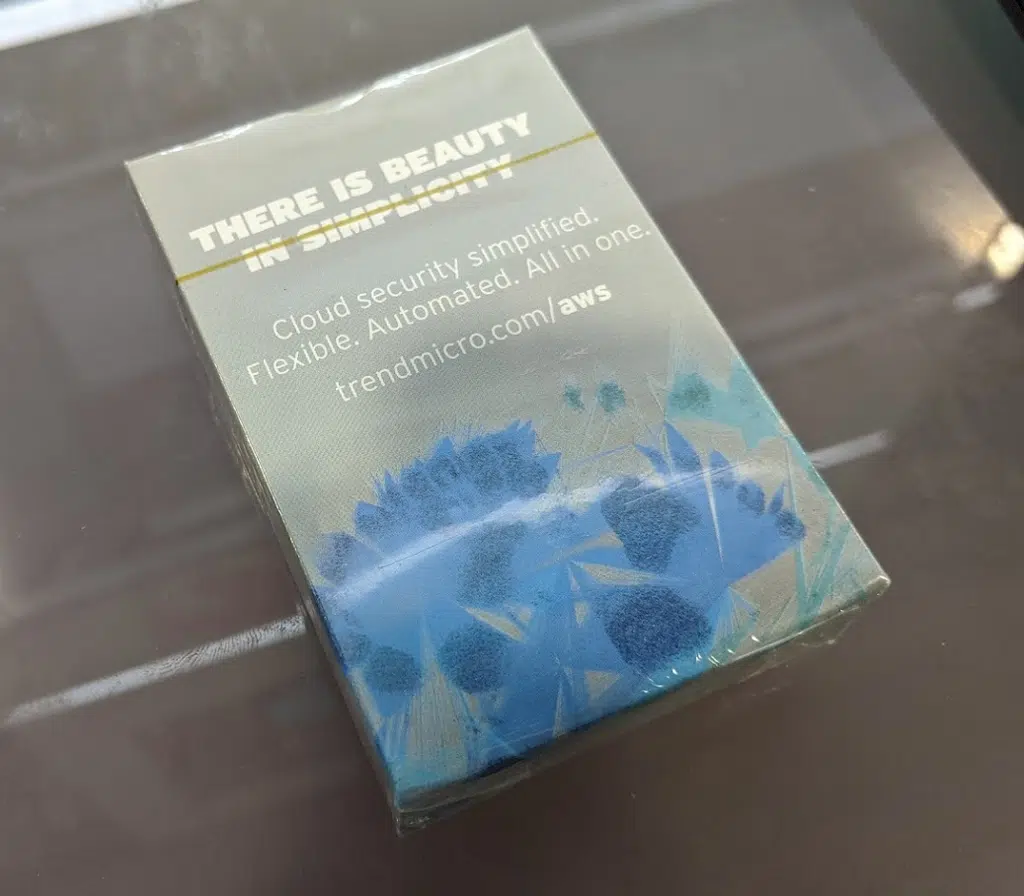 THERE IS BEAUTY
IN SIMPLICITY
Cloud security simplified.
Flexible. Automated. All in one.
trendmicro.com/aws